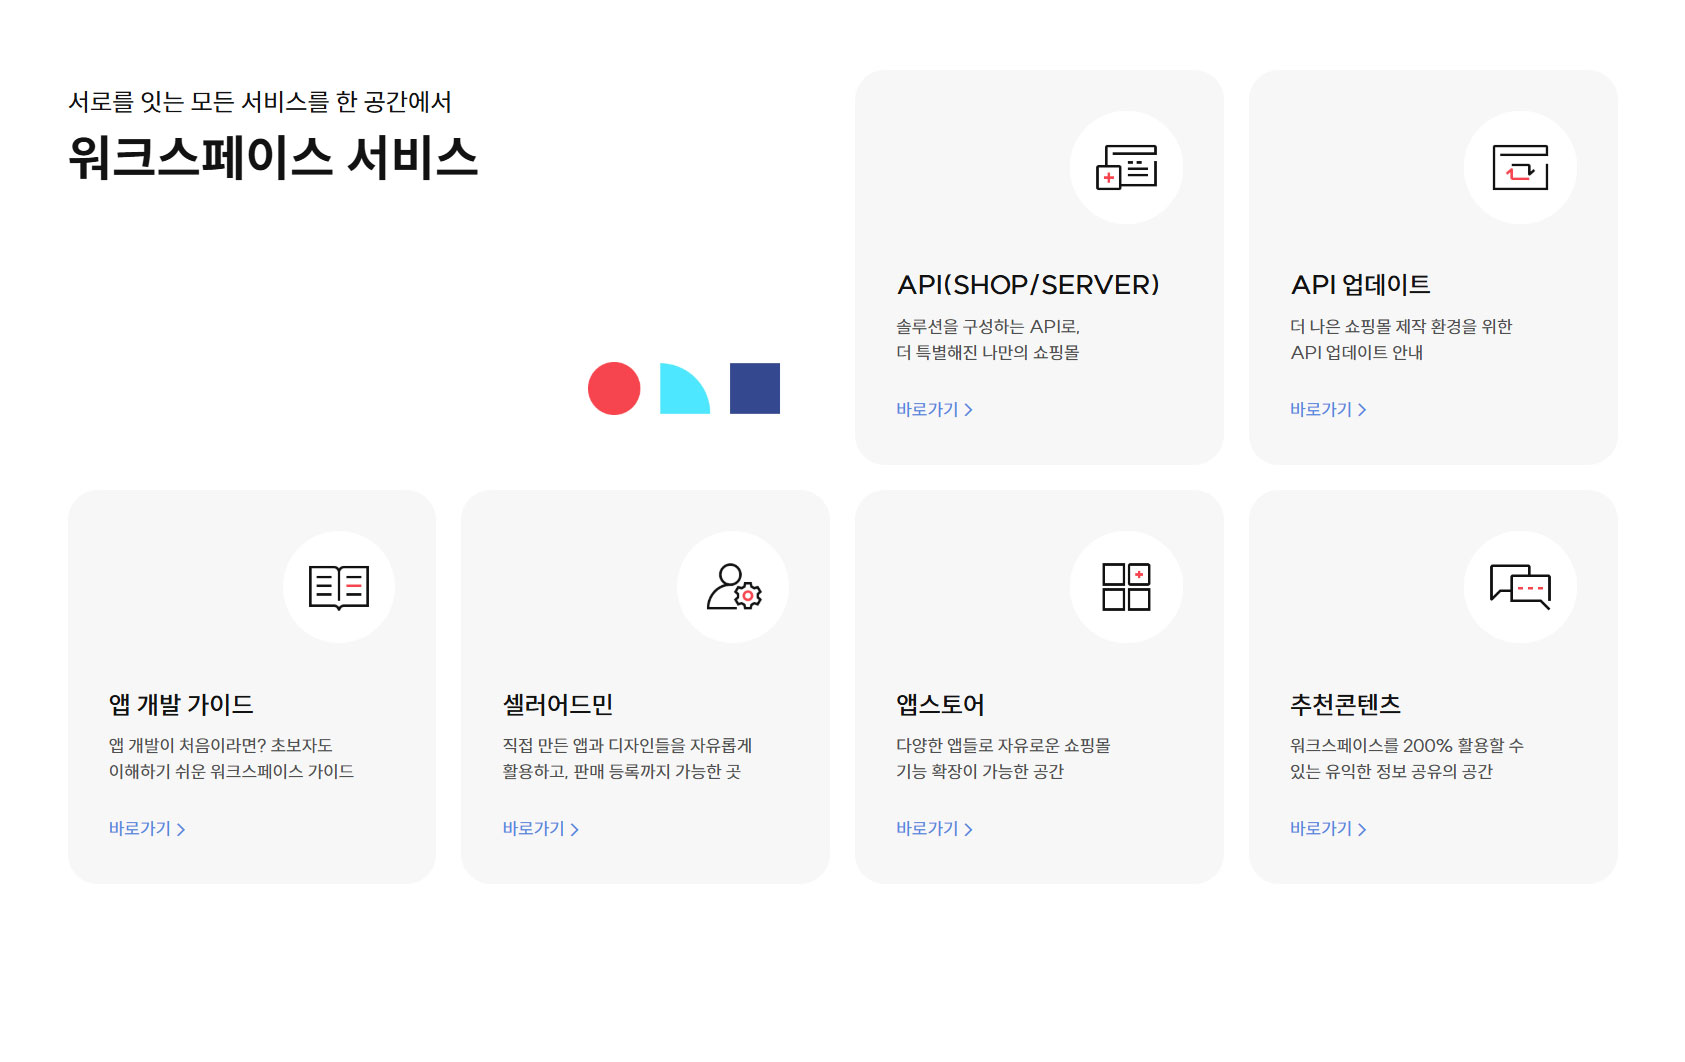 서로를 잇는 모든 서비스를 한 공간에서
워크스페이스 서비스
API(SHOP/SERVER)
솔루션을 구성하는 API로,
더 특별해진 나만의 쇼핑몰
바로가기 >
API 업데이트
더 나은 쇼핑몰 제작 환경을 위한
API 업데이트 안내
바로가기 >
앱 개발 가이드
앱 개발이 처음이라면? 초보자도
이해하기 쉬운 워크스페이스 가이드
바로가기 >
셀러어드민
직접 만든 앱과 디자인들을 자유롭게
활용하고, 판매 등록까지 가능한 곳
바로가기 >
앱스토어
다양한 앱들로 자유로운 쇼핑몰
기능 확장이 가능한 공간
바로가기 >
추천콘텐츠
워크스페이스를 200% 활용할 수
있는 유익한 정보 공유의 공간
바로가기 >